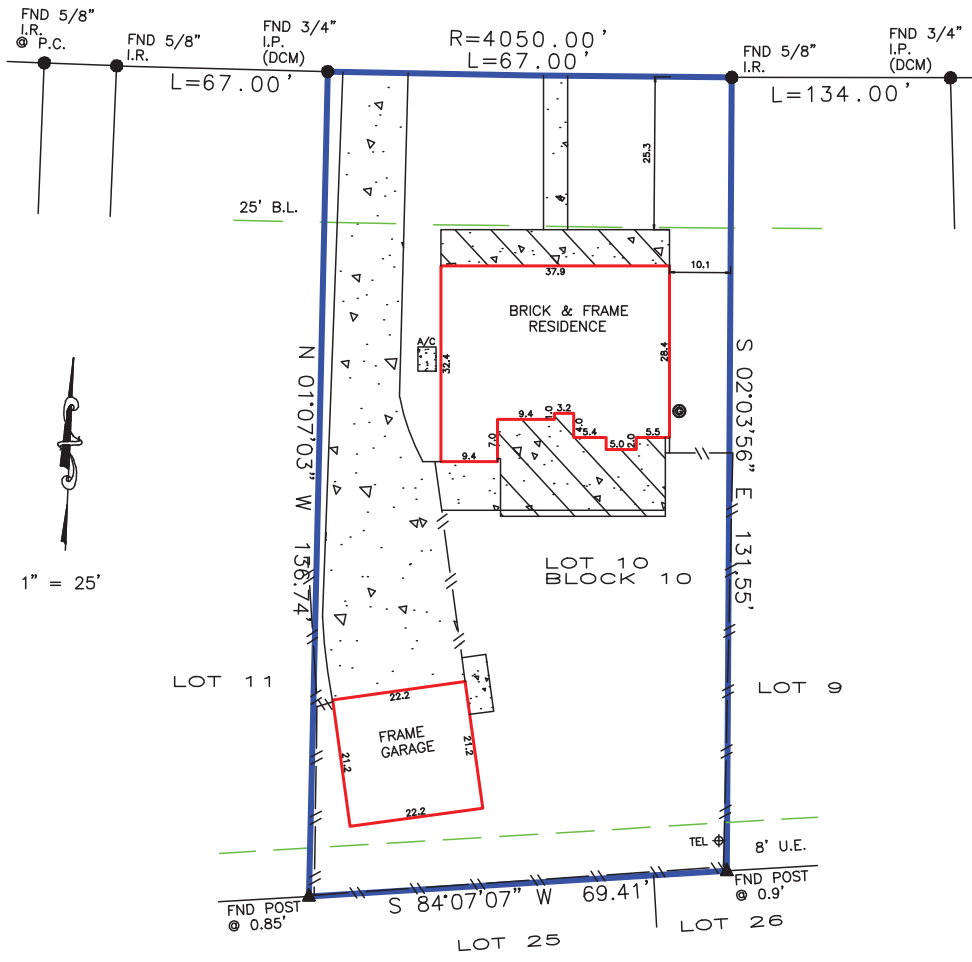 FND 5/8"
I.R.
@ P.C.
FND 5/8"
I.R.
FND 3/4"
I.P.
(DCM)
L=67.00'
R=4050.00'
L=67.00'
FND 5/8"
I.R.
FND 3/4"
I.P.
(DCM)
L=134.00'
25.3
25' B.L.
37.9
10.1
BRICK & FRAME
RESIDENCE
A/C
32.4
28.4
9.4
1.0
3.2
4.0
5.4
5.0
2.0
5.5
7.0
9.4
N 01°07'03" W 136.74'
S 02°03'56" E 131.55'
1" = 25'
LOT 10
BLOCK 10
LOT 11
LOT 9
22.2
FRAME
GARAGE
21.2
21.2
22.2
TEL
8' U.E.
FND POST
@ 0.85'
S 84°07'07" W 69.41'
FND POST
@ 0.9'
LOT 25
LOT 26